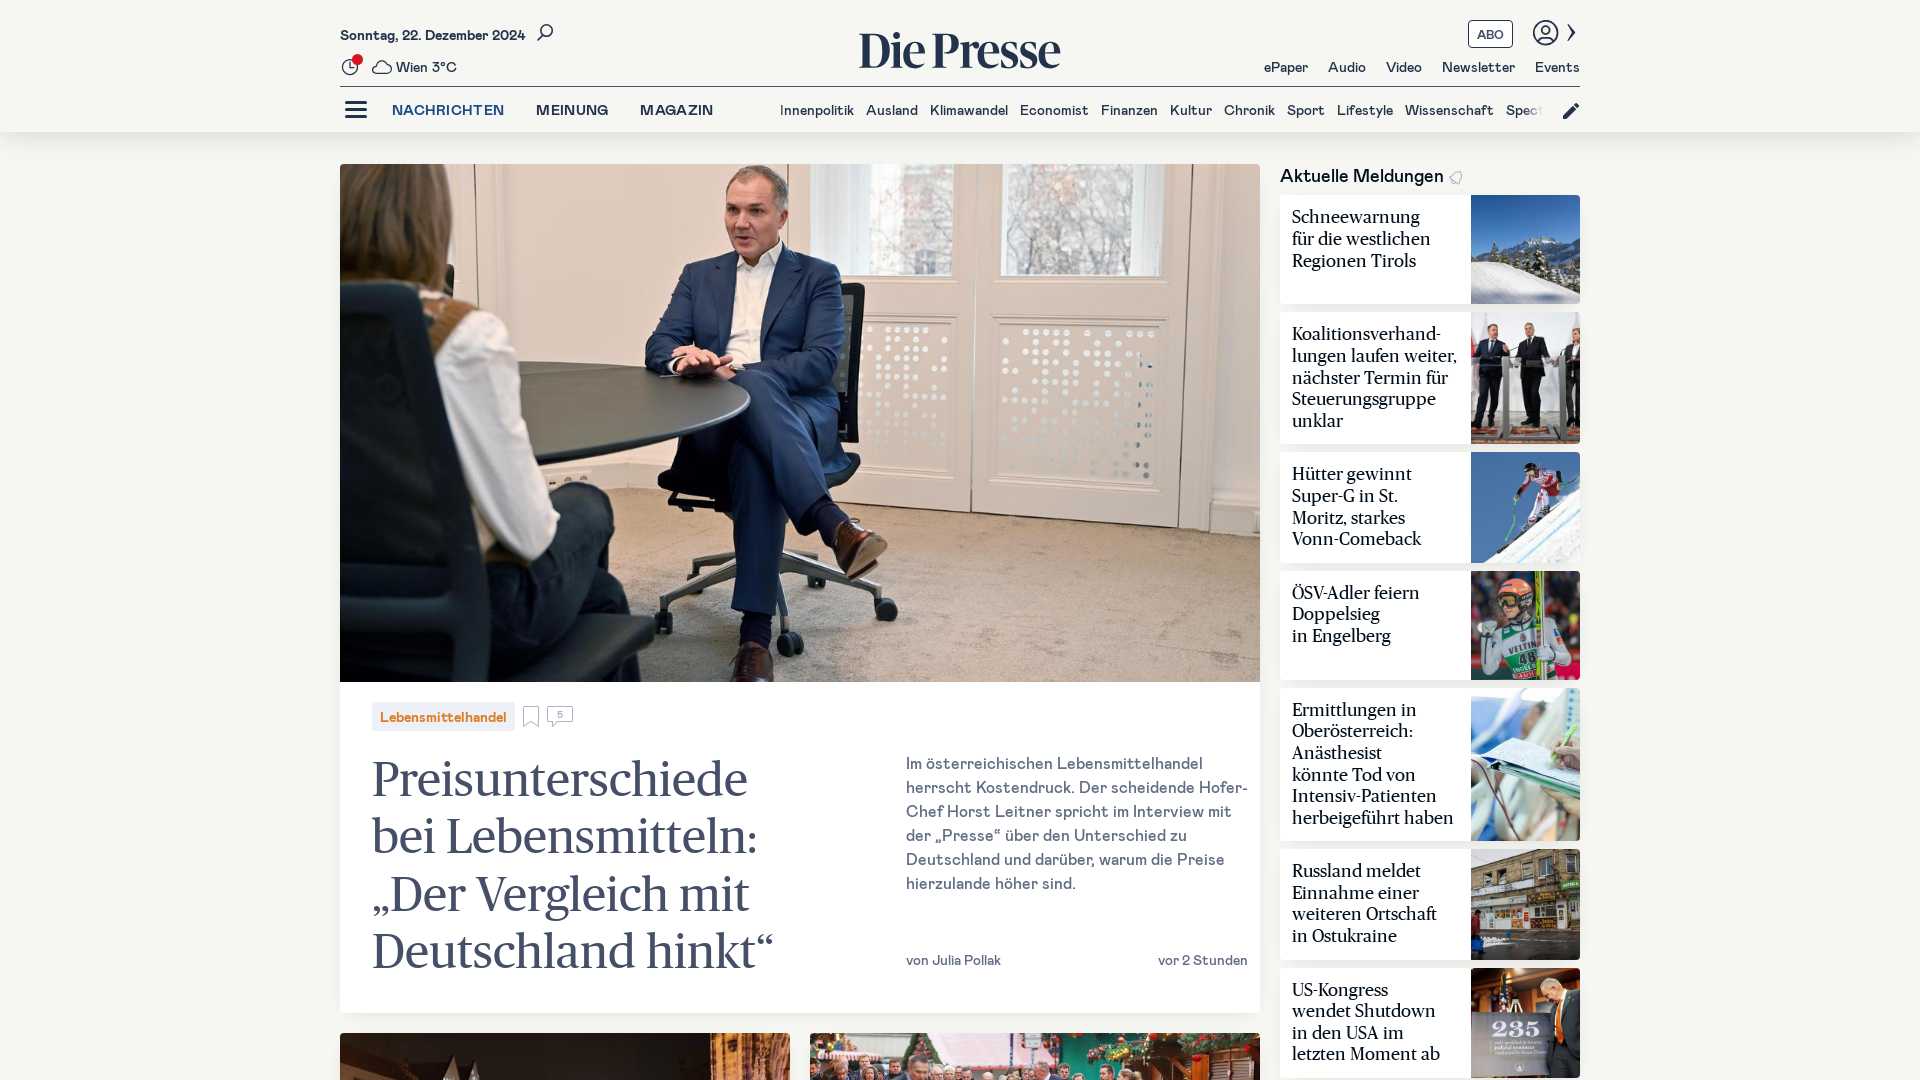 Sonntag, 22. Dezember 2024
Wien 3°C
Die Presse
ABO
ePaper Audio Video Newsletter Events
NACHRICHTEN MEINUNG MAGAZIN
Innenpolitik Ausland Klimawandel Economist Finanzen Kultur Chronik Sport Lifestyle Wissenschaft Spect
Lebensmittelhandel
5
Preisunterschiede
bei Lebensmitteln:
„Der Vergleich mit
Deutschland hinkt“
Im österreichischen Lebensmittelhandel
herrscht Kostendruck. Der scheidende Hofer-
Chef Horst Leitner spricht im Interview mit
der „Presse“ über den Unterschied zu
Deutschland und darüber, warum die Preise
hierzulande höher sind.
von Julia Pollak
vor 2 Stunden
Aktuelle Meldungen
Schneewarnung
für die westlichen
Regionen Tirols
Koalitionsverhand-
lungen laufen weiter,
nächster Termin für
Steuerungsgruppe
unklar
Hütter gewinnt
Super-G in St.
Moritz, starkes
Vonn-Comeback
ÖSV-Adler feiern
Doppelsieg
in Engelberg
VELTINS
48
Ermittlungen in
Oberösterreich:
Anästhesist
könnte Tod von
Intensiv-Patienten
herbeigeführt haben
Russland meldet
Einnahme einer
weiteren Ortschaft
in Ostukraine
US-Kongress
wendet Shutdown
in den USA im
letzten Moment ab
235